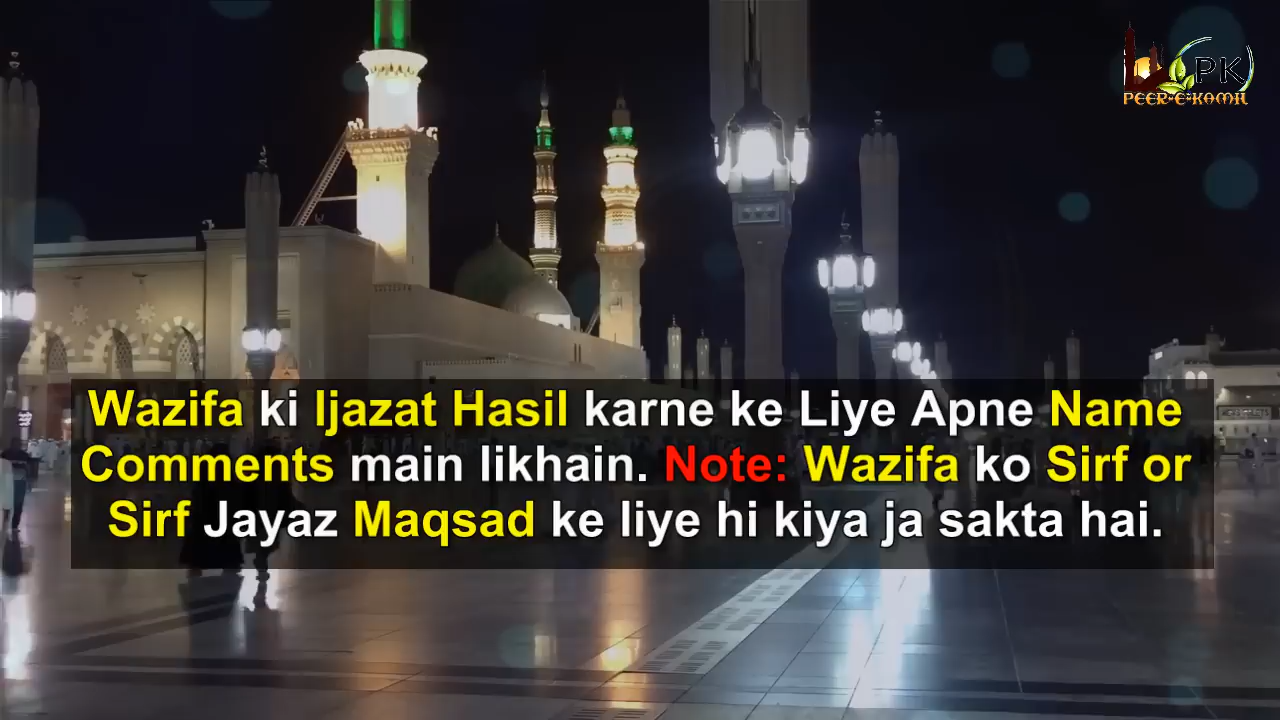 PK
PEER-E-KAMIL
Wazifa ki Ijazat Hasil karne ke Liye Apne Name
Comments main likhain. Note: Wazifa ko Sirf or
Sirf Jayaz Maqsad ke liye hi kiya ja sakta hai.